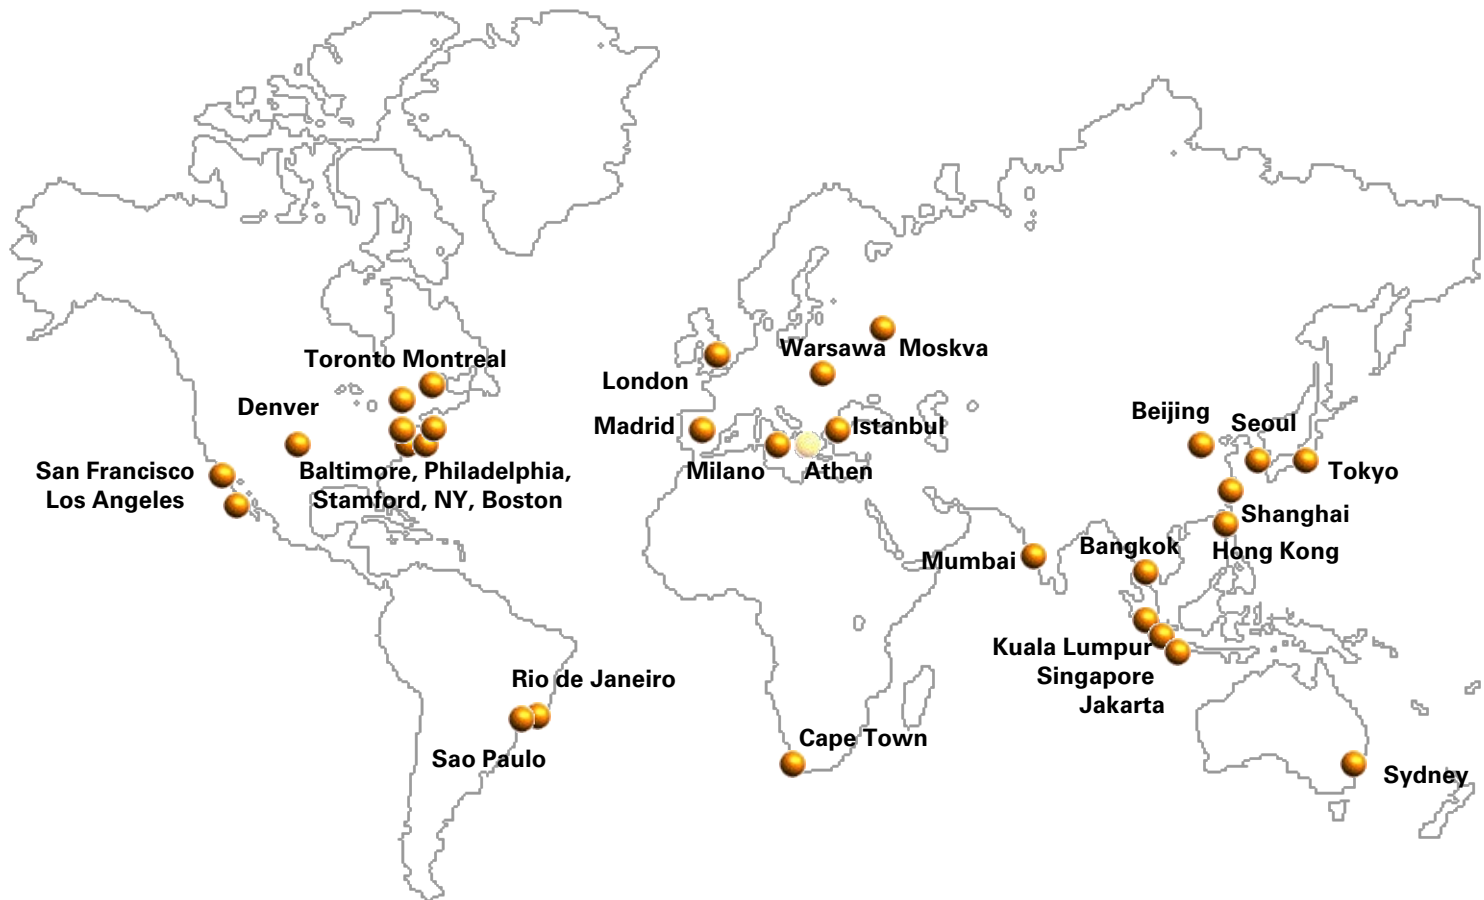 Toronto Montreal
Denver
San Francisco
Los Angeles
Baltimore, Philadelphia,
Stamford, NY, Boston
Rio de Janeiro
Sao Paulo
London
Warsawa Moskva
Madrid
Istanbul
Milano Athen
Cape Town
Mumbai
Beijing
Seoul
Tokyo
Shanghai
Hong Kong
Bangkok
Kuala Lumpur
Singapore
Jakarta
Sydney